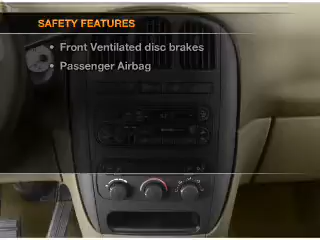 SAFETY FEATURES
• Front Ventilated disc brakes
• Passenger Airbag